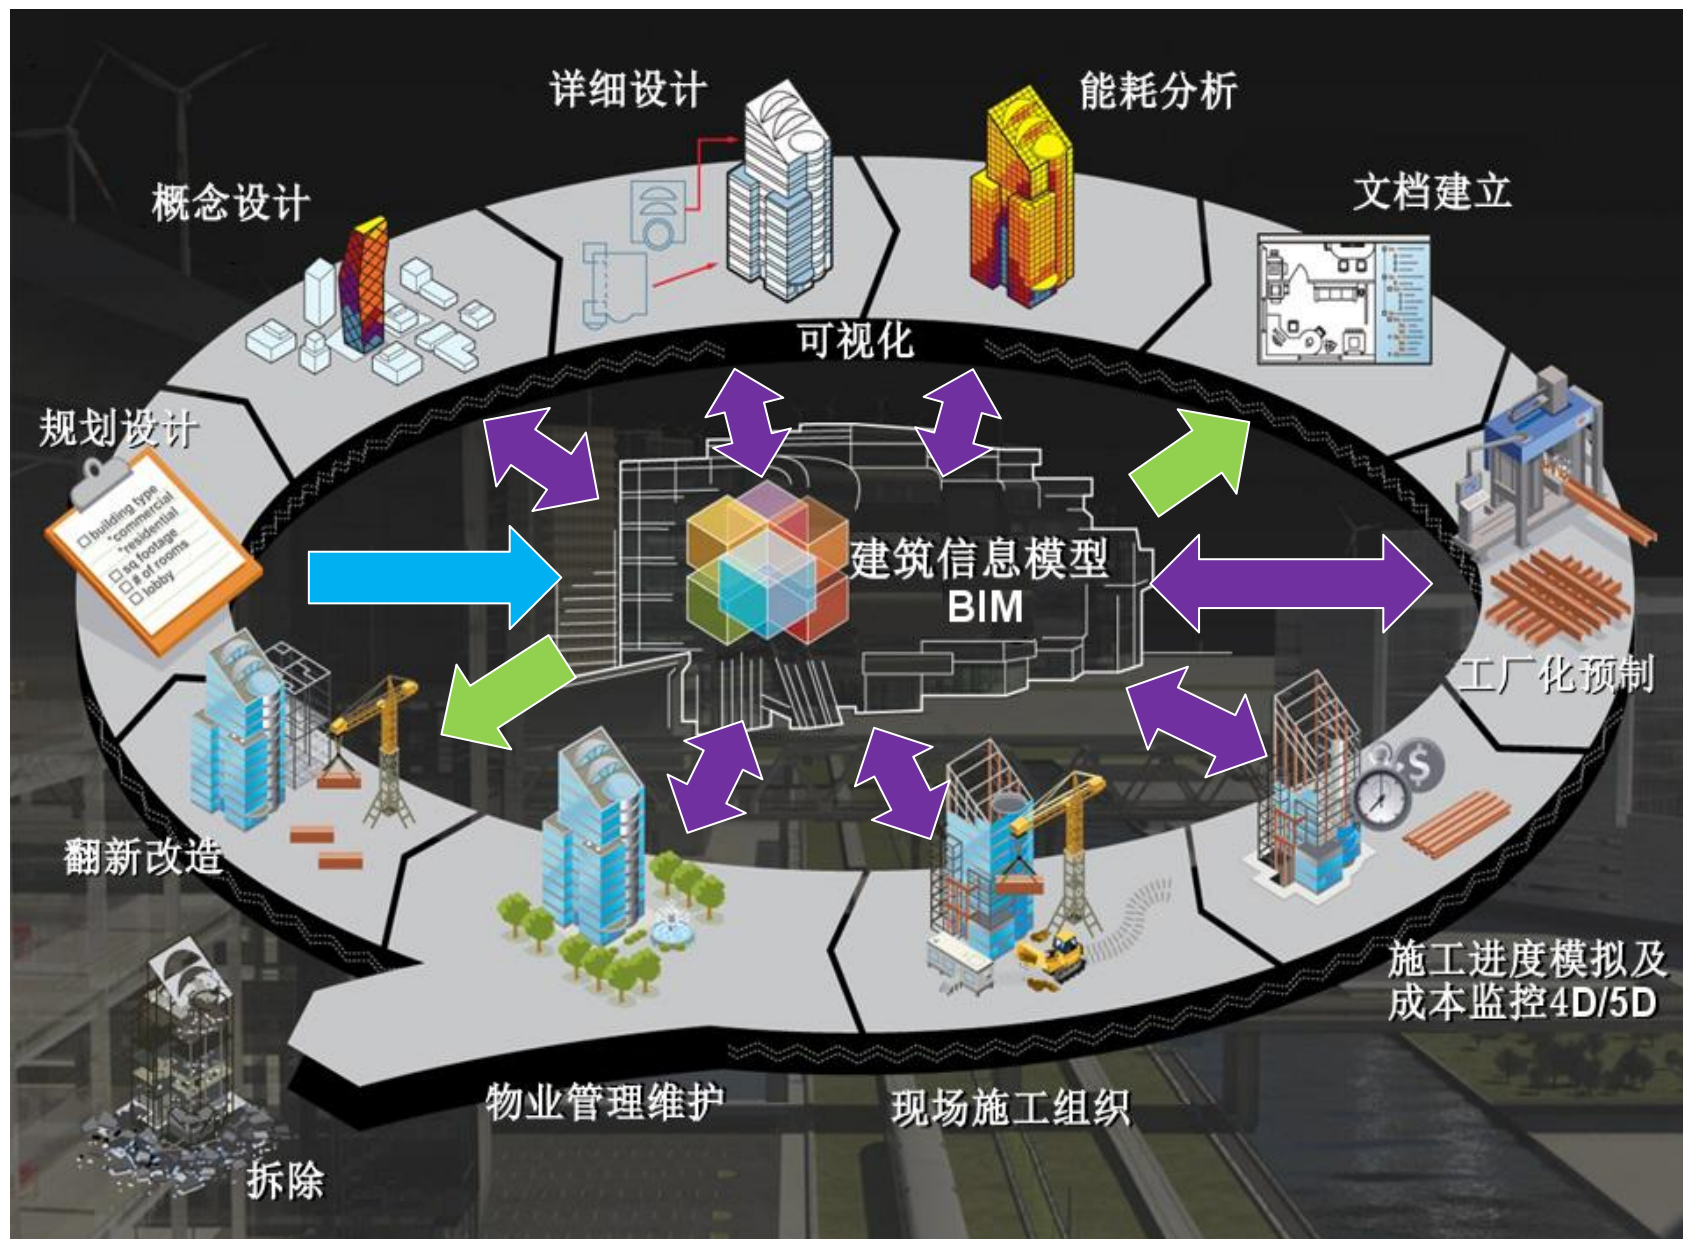 详细设计
能耗分析
概念设计
文档建立
可视化
规划设计
building type
*commercial
*residential
sq footage
# of rooms
lobby
建筑信息模型
BIM
工厂化预制
$
翻新改造
施工进度模拟及
成本监控4D/5D
物业管理维护
现场施工组织
拆除